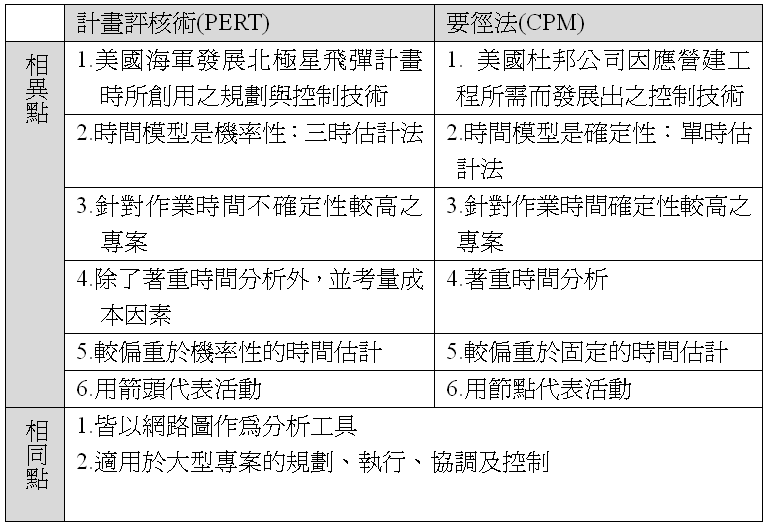 計畫評核術(PERT)
要徑法(CPM)
相異點
1.美國海軍發展北極星飛彈計畫
時所創用之規劃與控制技術
1. 美國杜邦公司因應營建工
程所需而發展出之控制技術
2.時間模型是機率性：三時估計法
2.時間模型是確定性：單時估
計法
3.針對作業時間不確定性較高之
專案
3.針對作業時間確定性較高之
專案
4.除了著重時間分析外，並考量成
本因素
4.著重時間分析
5.較偏重於機率性的時間估計
5.較偏重於固定的時間估計
6.用箭頭代表活動
6.用節點代表活動
相同點
1.皆以網路圖作為分析工具
2.適用於大型專案的規劃、執行、協調及控制